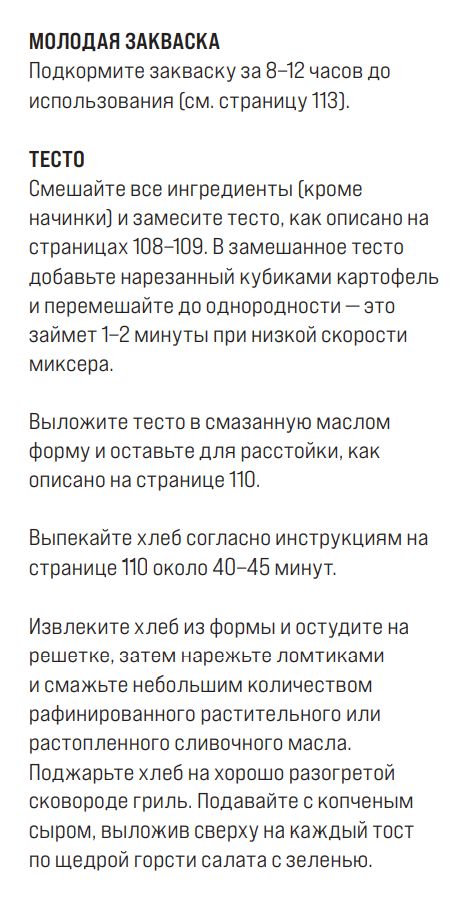 МОЛОДАЯ ЗАКВАСКА
Подкормите закваску за 8–12 часов до
использования (см. страницу 113).
ТЕСТО
Смешайте все ингредиенты (кроме
начинки) и замесите тесто, как описано на
страницах 108–109. В замешанное тесто
добавьте нарезанный кубиками картофель
и перемешайте до однородности — это
займет 1–2 минуты при низкой скорости
миксера.
Выложите тесто в смазанную маслом
форму и оставьте для расстойки, как
описано на странице 110.
Выпекайте хлеб согласно инструкциям на
странице 110 около 40–45 минут.
Извлеките хлеб из формы и остудите на
решетке, затем нарежьте ломтиками
и смажьте небольшим количеством
рафинированного растительного или
растопленного сливочного масла.
Поджарьте хлеб на хорошо разогретой
сковороде гриль. Подавайте с копченым
сыром, выложив сверху на каждый тост
по щедрой горсти салата с зеленью.